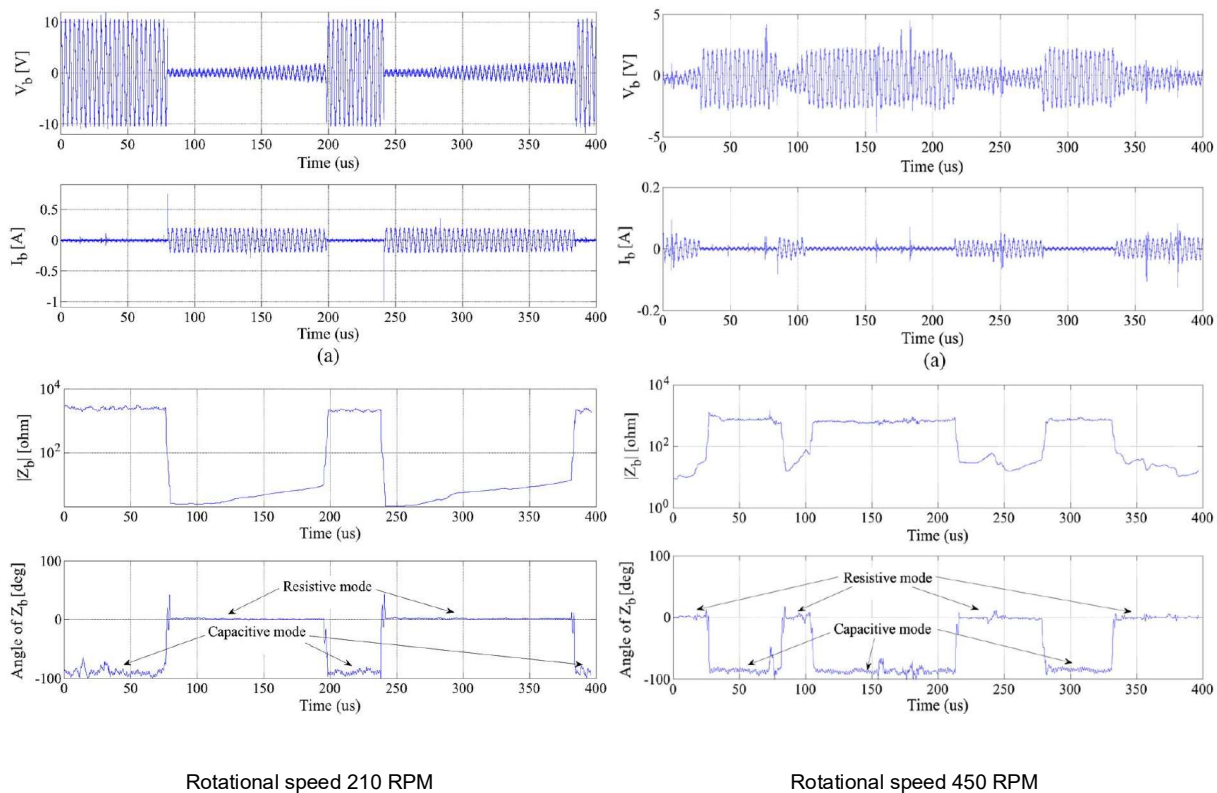 V_b [V]
10
0
-10
0 50 100 150 200 250 300 350 400
Time (us)
I_b [A]
0.5
0
-0.5
-1
0 50 100 150 200 250 300 350 400
Time (us)
(a)
|Z_b| [ohm]
10^4
10^2
0 50 100 150 200 250 300 350 400
Time (us)
Angle of Z_b [deg]
100
0
-100
Resistive mode
Capacitive mode
0 50 100 150 200 250 300 350 400
Time (us)
Rotational speed 210 RPM
V_b [V]
5
0
-5
0 50 100 150 200 250 300 350 400
Time (us)
I_b [A]
0.2
0
-0.2
0 50 100 150 200 250 300 350 400
Time (us)
(a)
|Z_b| [ohm]
10^4
10^2
10^0
0 50 100 150 200 250 300 350 400
Time (us)
Angle of Z_b [deg]
100
0
-100
Resistive mode
Capacitive mode
0 50 100 150 200 250 300 350 400
Time (us)
Rotational speed 450 RPM